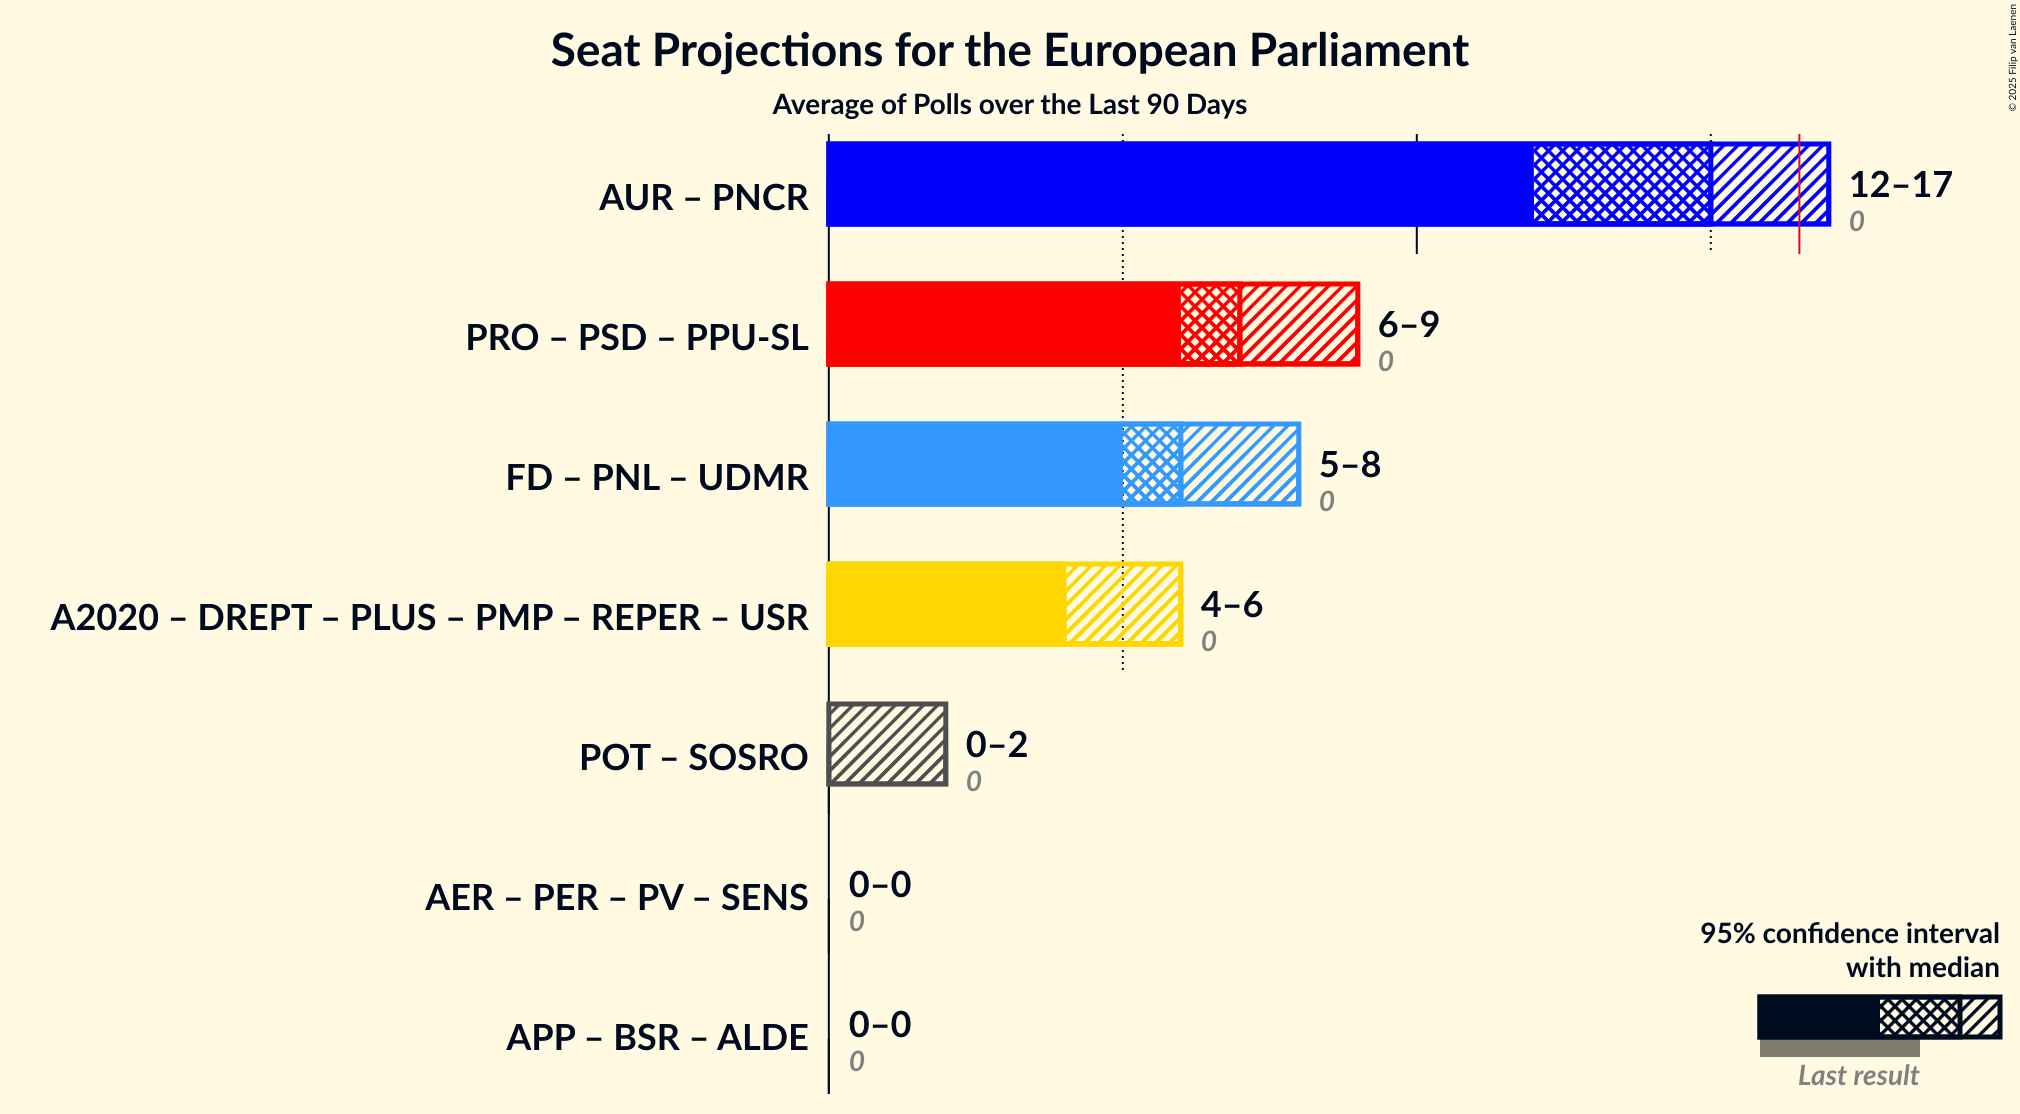 Seat Projections for the European Parliament
Average of Polls over the Last 90 Days
© 2025 Filip van Laenen
AUR – PNCR
12–17
0
PRO – PSD – PPU-SL
6–9
0
FD – PNL – UDMR
5–8
0
A2020 – DREPT – PLUS – PMP – REPER – USR
4–6
0
POT – SOSRO
0–2
0
AER – PER – PV – SENS
0–0
0
APP – BSR – ALDE
0–0
0
95% confidence interval
with median
Last result